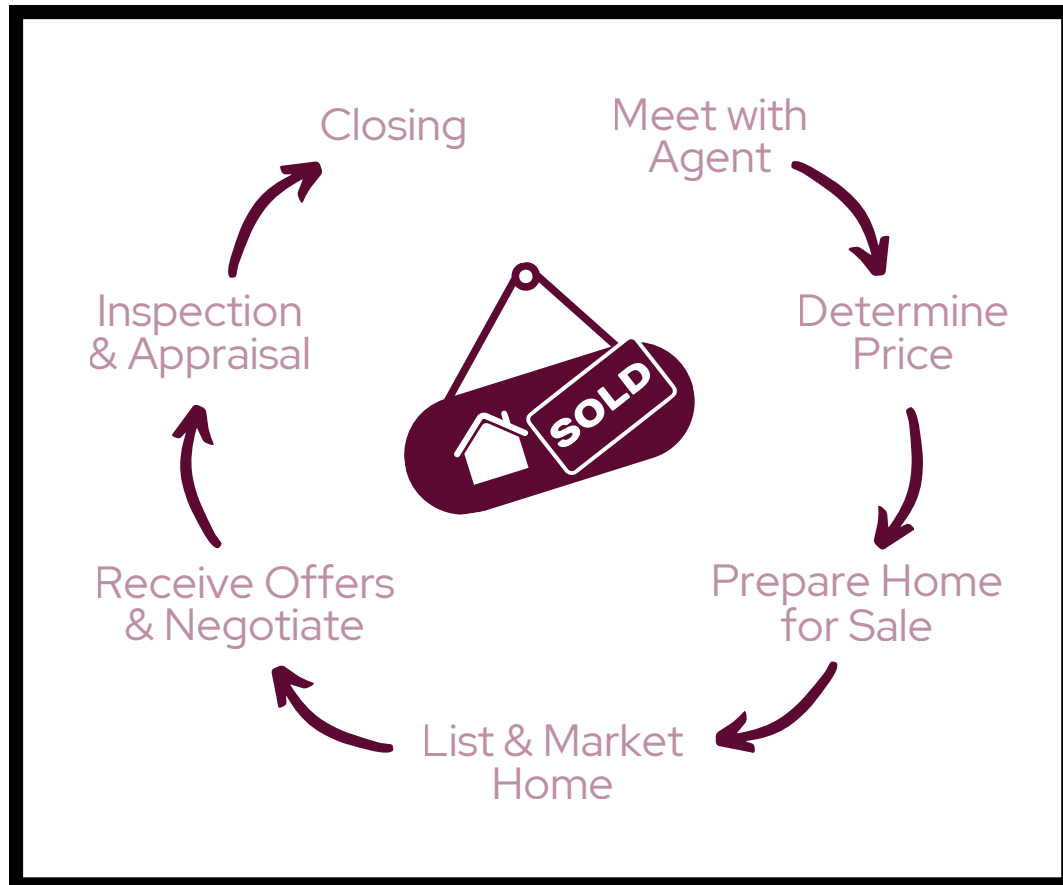 Meet with
Agent
Determine
Price
Prepare Home
for Sale
List & Market
Home
Receive Offers
& Negotiate
Inspection
& Appraisal
Closing
SOLD